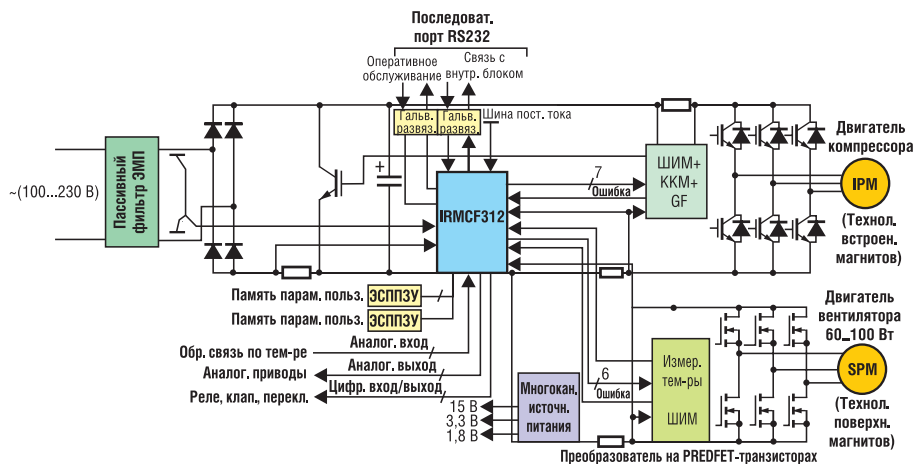 Последоват.
порт RS232
Оперативное
обслуживание
Связь с
внутр. блоком
Гальв.
развяз.
Гальв.
развяз.
Шина пост. тока
Пассивный
фильтр ЭМП
~(100...230 В)
+
IRMCF312
7
Ошибка
ШИМ+
ККМ+
GF
Двигатель
компрессора
IPM
(Технол.
встроен.
магнитов)
Память парам. польз.
ЭСППЗУ
Память парам. польз.
ЭСППЗУ
Аналог. вход
Обр. связь по тем-ре
Аналог. выход
Аналог. приводы
Цифр. вход/выход
Реле, клап., перекл.
15 В
3,3 В
1,8 В
Многокан.
источн.
питания
6
Ошибка
Измер.
тем-ры
ШИМ
Двигатель
вентилятора
60...100 Вт
SPM
(Технол.
поверхн.
магнитов)
Преобразователь на PREDFET-транзисторах